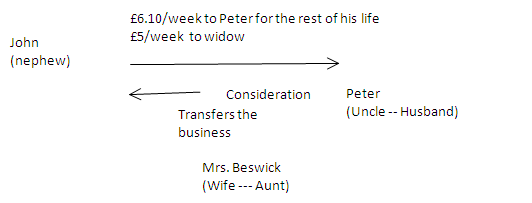 £6.10/week to Peter for the rest of his life
£5/week to widow
John
(nephew)
Consideration
Transfers the
business
Peter
(Uncle -- Husband)
Mrs. Beswick
(Wife --- Aunt)